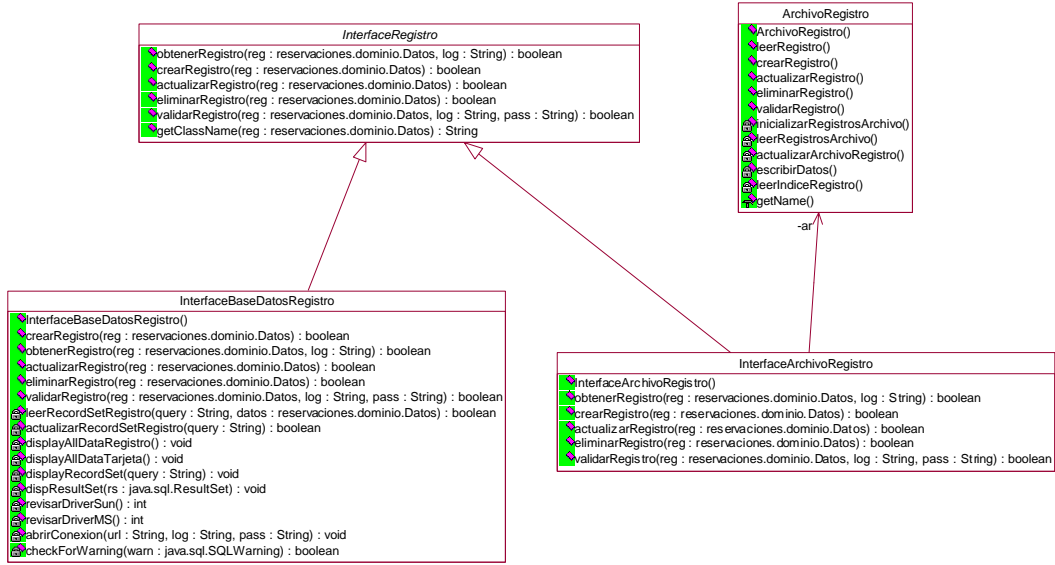 InterfaceRegistro
obtenerRegistro(reg : reservaciones.dominio.Datos, log : String) : boolean
crearRegistro(reg : reservaciones.dominio.Datos) : boolean
actualizarRegistro(reg : reservaciones.dominio.Datos) : boolean
eliminarRegistro(reg : reservaciones.dominio.Datos) : boolean
validarRegistro(reg : reservaciones.dominio.Datos, log : String, pass : String) : boolean
getClassName(reg : reservaciones.dominio.Datos) : String
ArchivoRegistro
ArchivoRegistro()
leerRegistro()
crearRegistro()
actualizarRegistro()
eliminarRegistro()
validarRegistro()
inicializarRegistrosArchivo()
leerRegistrosArchivo()
actualizarArchivoRegistro()
escribirDatos()
leerIndiceRegistro()
getName()
-ar
InterfaceBaseDatosRegistro
InterfaceBaseDatosRegistro()
crearRegistro(reg : reservaciones.dominio.Datos) : boolean
obtenerRegistro(reg : reservaciones.dominio.Datos, log : String) : boolean
actualizarRegistro(reg : reservaciones.dominio.Datos) : boolean
eliminarRegistro(reg : reservaciones.dominio.Datos) : boolean
validarRegistro(reg : reservaciones.dominio.Datos, log : String, pass : String) : boolean
leerRecordSetRegistro(query : String, datos : reservaciones.dominio.Datos) : boolean
actualizarRecordSetRegistro(query : String) : boolean
displayAllDataRegistro() : void
displayAllDataTarjeta() : void
displayRecordSet(query : String) : void
dispResultSet(rs : java.sql.ResultSet) : void
revisarDriverSun() : int
revisarDriverMS() : int
abrirConexion(url : String, log : String, pass : String) : void
checkForWarning(warn : java.sql.SQLWarning) : boolean
InterfaceArchivoRegistro
InterfaceArchivoRegistro()
obtenerRegistro(reg : reservaciones.dominio.Datos, log : String) : boolean
crearRegistro(reg : reservaciones.dominio.Datos) : boolean
actualizarRegistro(reg : reservaciones.dominio.Datos) : boolean
eliminarRegistro(reg : reservaciones.dominio.Datos) : boolean
validarRegistro(reg : reservaciones.dominio.Datos, log : String, pass : String) : boolean